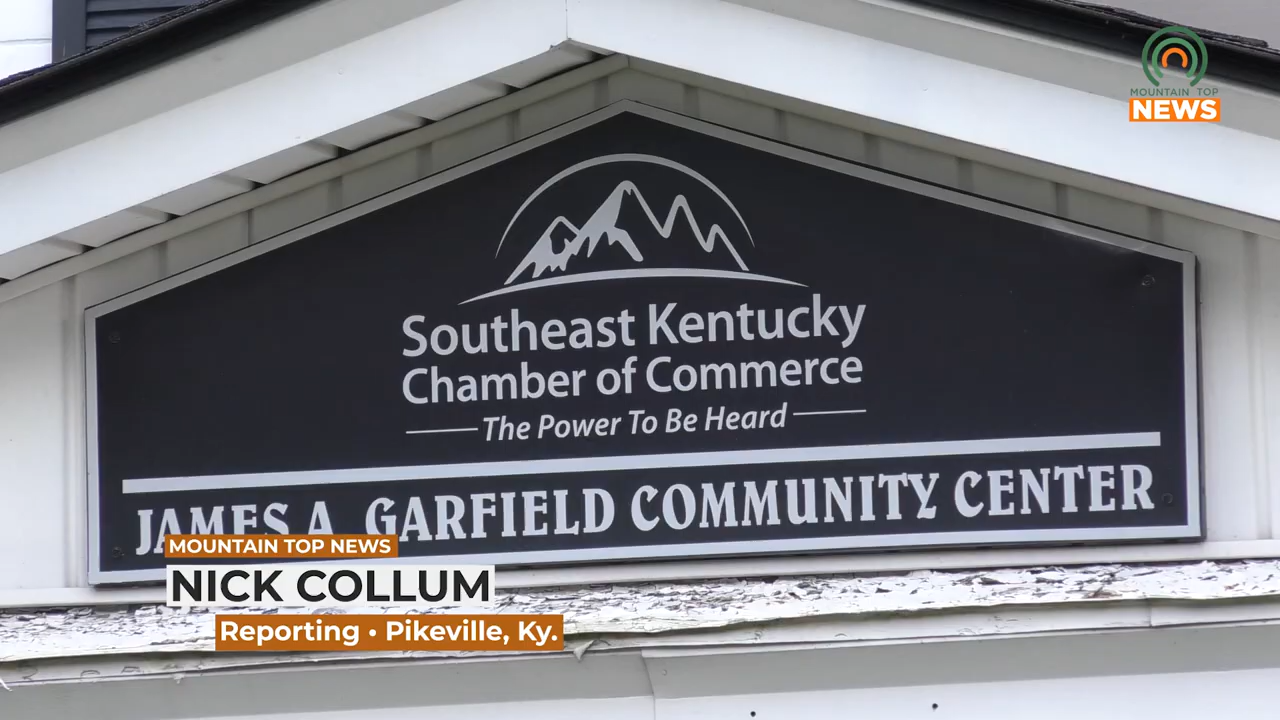 MOUNTAIN TOP
NEWS
Southeast Kentucky
Chamber of Commerce
The Power To Be Heard
JAMES A. GARFIELD COMMUNITY CENTER
MOUNTAIN TOP NEWS
NICK COLLUM
Reporting • Pikeville, Ky.